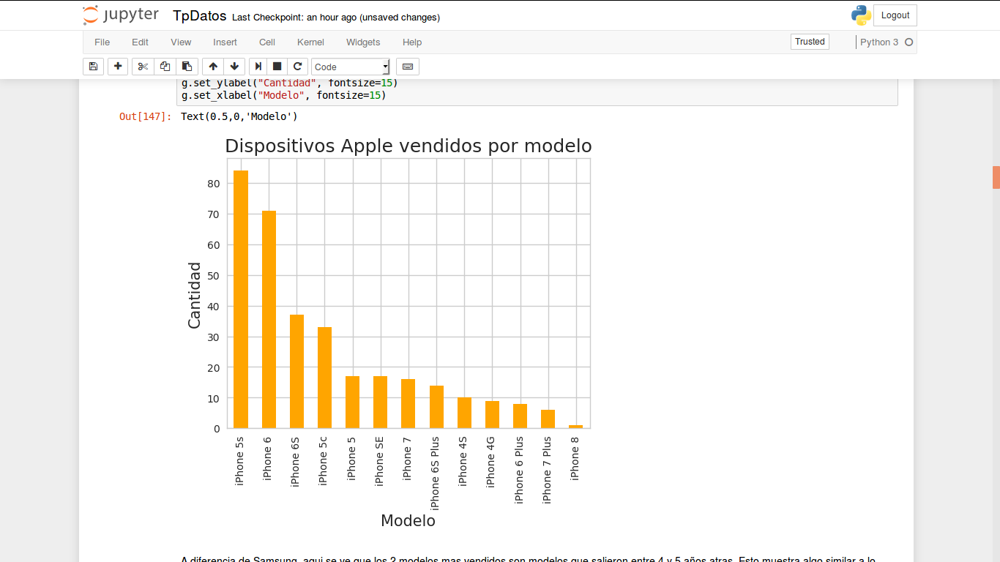 jupyter TpDatos Last Checkpoint: an hour ago (unsaved changes) Logout
File Edit View Insert Cell Kernel Widgets Help Trusted Python 3
Code
g.set_ylabel("Cantidad", fontsize=15)
g.set_xlabel("Modelo", fontsize=15)
Out[147]: Text(0.5,0,'Modelo')
Dispositivos Apple vendidos por modelo
80
70
60
50
40
30
20
10
0
Cantidad
iPhone 5s
iPhone 6
iPhone 6S
iPhone 5c
iPhone 5
iPhone SE
iPhone 7
iPhone 6S Plus
iPhone 4S
iPhone 4G
iPhone 6 Plus
iPhone 7 Plus
iPhone 8
Modelo
A diferencia de Samsung, aqui se ve que los 2 modelos mas vendidos son modelos que salieron entre 4 y 5 años atras. Esto muestra algo similar a lo